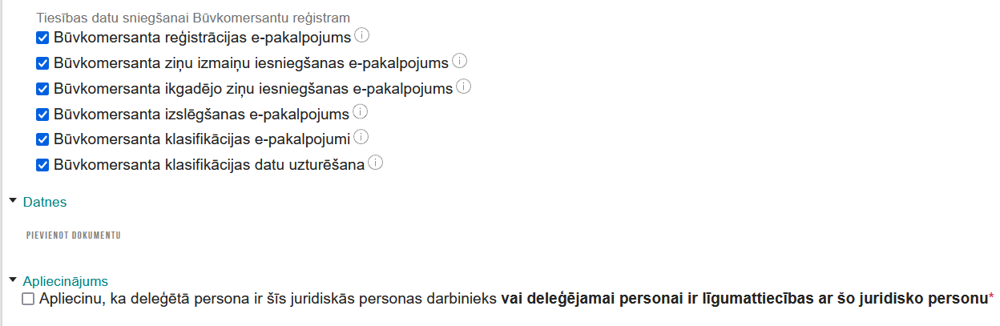 Tiesības datu sniegšanai Būvkomersantu reģistram
Būvkomersanta reģistrācijas e-pakalpojums
Būvkomersanta ziņu izmaiņu iesniegšanas e-pakalpojums
Būvkomersanta ikgadējo ziņu iesniegšanas e-pakalpojums
Būvkomersanta izslēgšanas e-pakalpojums
Būvkomersanta klasifikācijas e-pakalpojumi
Būvkomersanta klasifikācijas datu uzturēšana
Datnes
PIEVIENOT DOKUMENTU
Apliecinājums
Apliecinu, ka deleģētā persona ir šīs juridiskās personas darbinieks vai deleģējamai personai ir līgumattiecības ar šo juridisko personu*